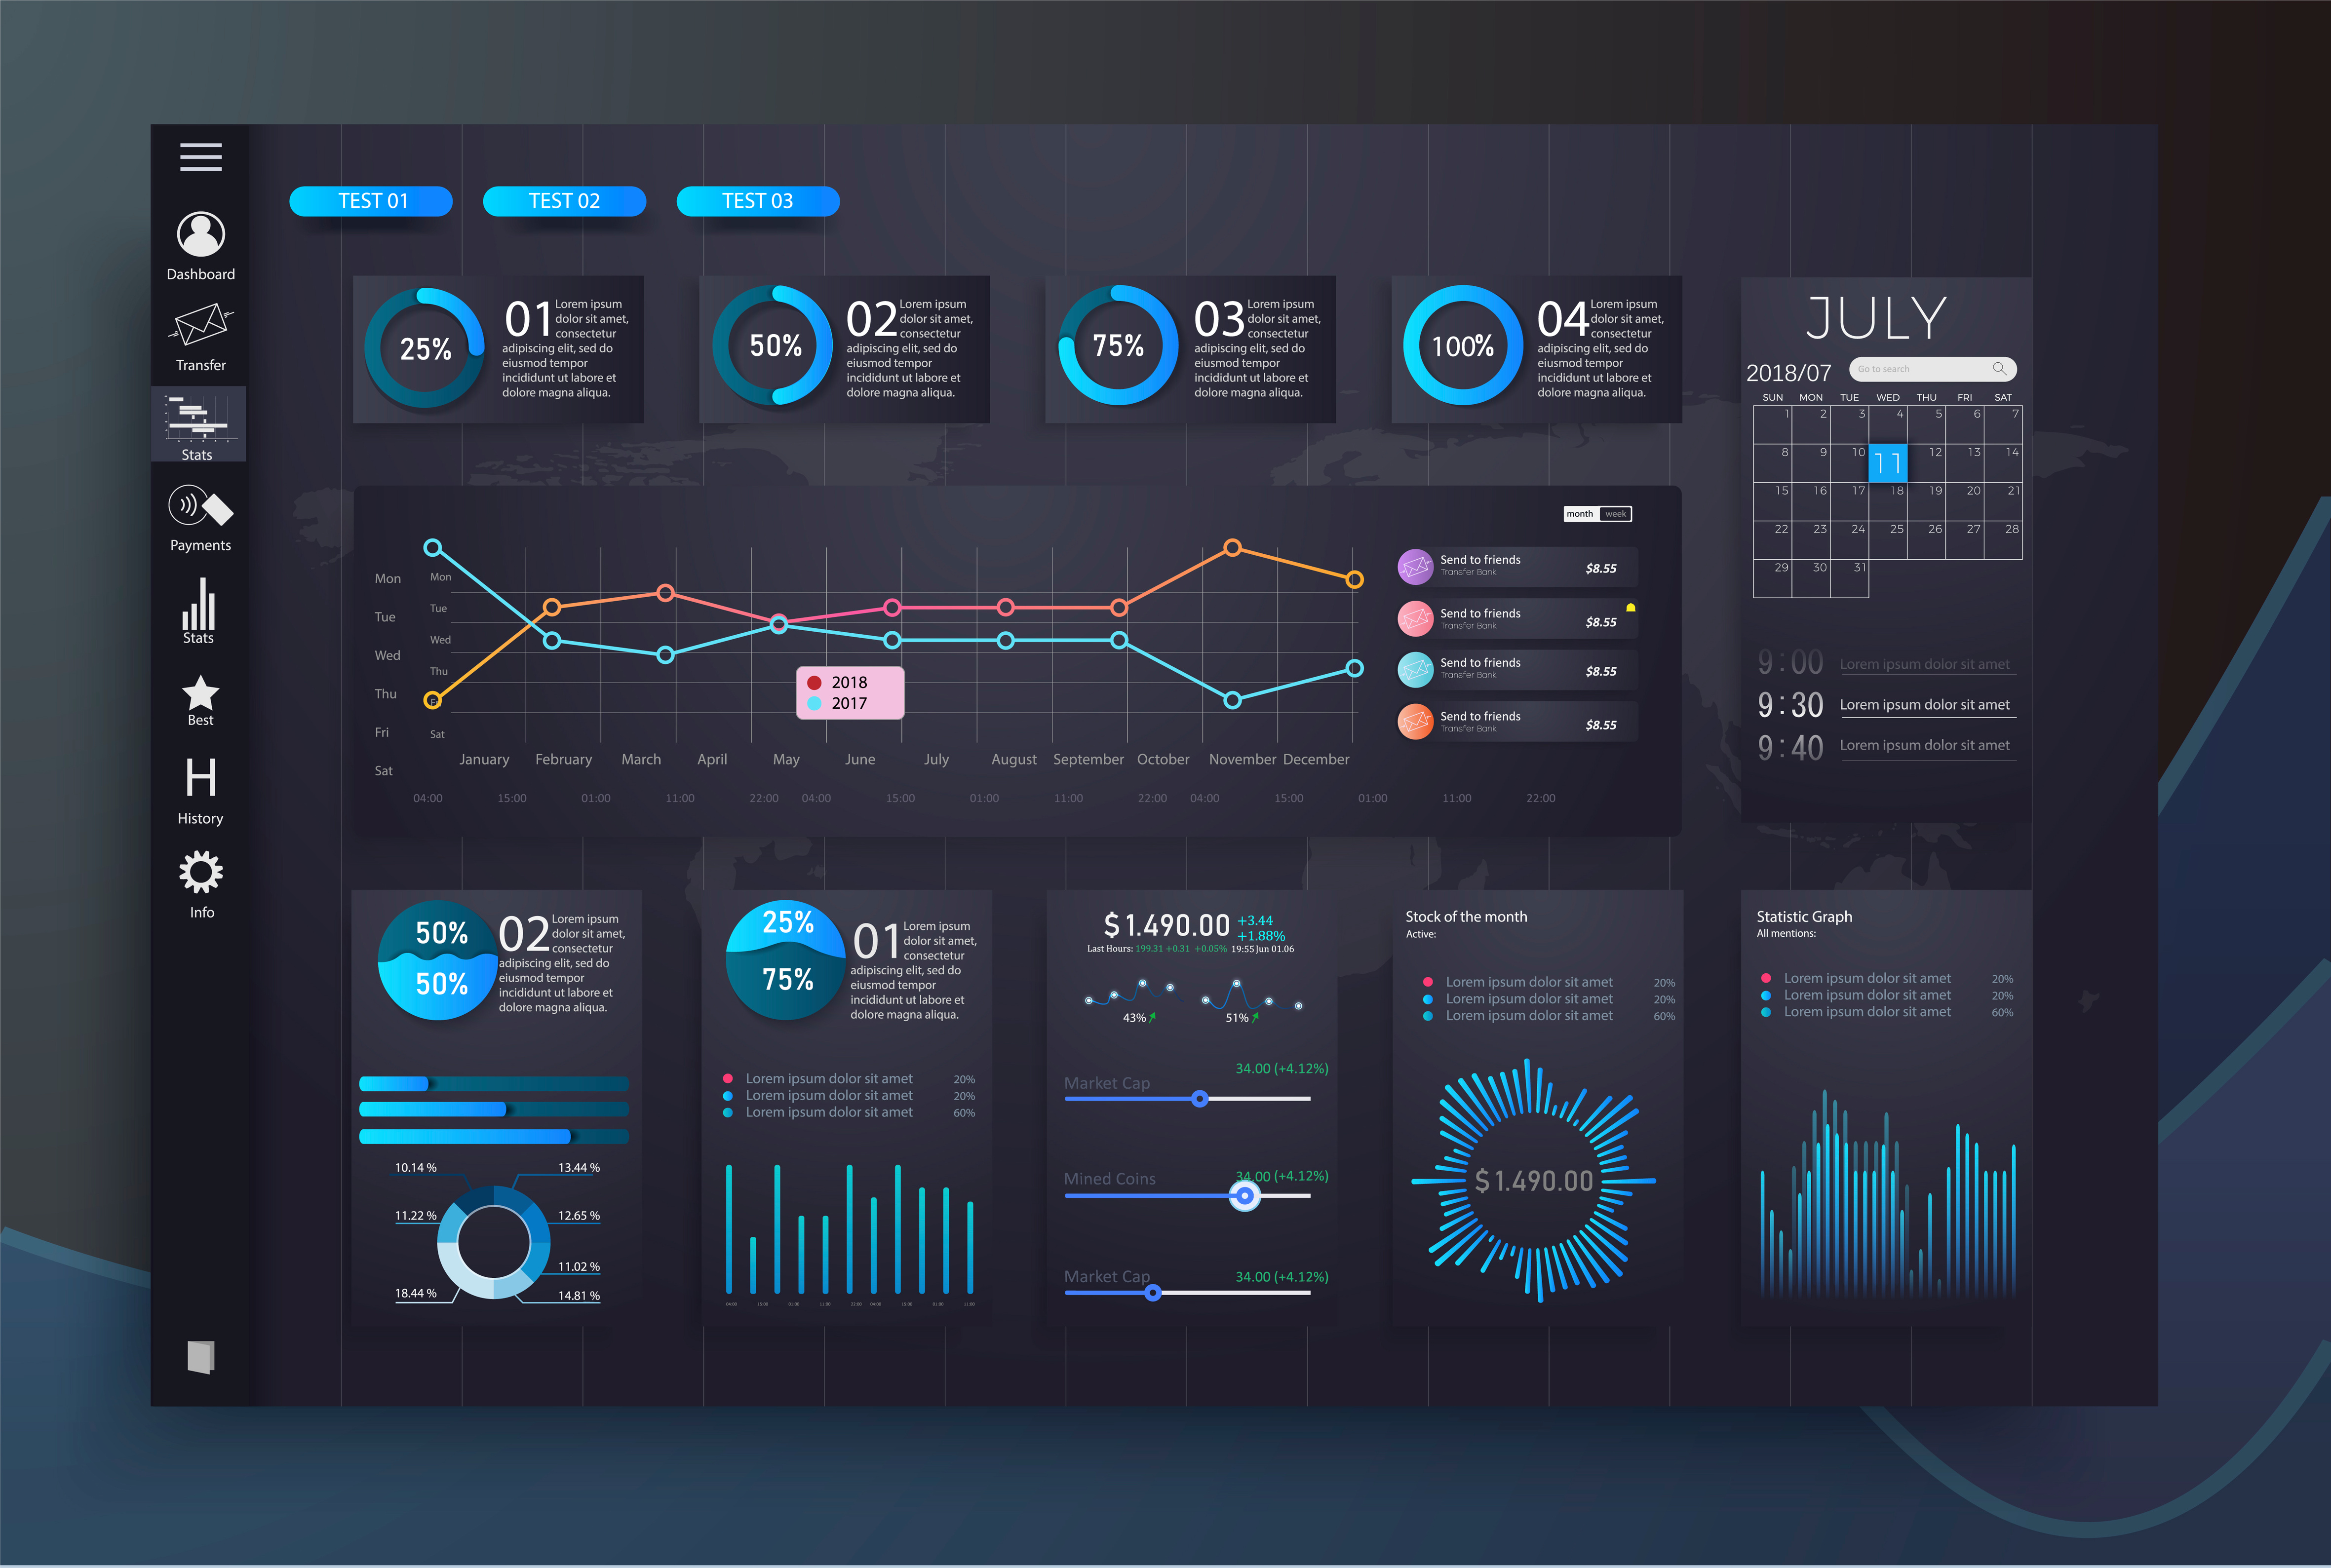 TEST 01
TEST 02
TEST 03
Dashboard
Transfer
Stats
Payments
Stats
Best
H
History
Info
25%
01
Lorem ipsum
dolor sit amet,
consectetur
adipiscing elit, sed do
eiusmod tempor
incididunt ut labore et
dolore magna aliqua.
50%
02
Lorem ipsum
dolor sit amet,
consectetur
adipiscing elit, sed do
eiusmod tempor
incididunt ut labore et
dolore magna aliqua.
75%
03
Lorem ipsum
dolor sit amet,
consectetur
adipiscing elit, sed do
eiusmod tempor
incididunt ut labore et
dolore magna aliqua.
100%
04
Lorem ipsum
dolor sit amet,
consectetur
adipiscing elit, sed do
eiusmod tempor
incididunt ut labore et
dolore magna aliqua.
JULY
2018/07
Go to search
SUN MON TUE WED THU FRI SAT
1 2 3 4 5 6 7
8 9 10 11 12 13 14
15 16 17 18 19 20 21
22 23 24 25 26 27 28
29 30 31
9:00 Lorem ipsum dolor sit amet
9:30 Lorem ipsum dolor sit amet
9:40 Lorem ipsum dolor sit amet
month week
Mon
Tue
Wed
Thu
Fri
Sat
Mon
Tue
Wed
Thu
Fri
Sat
2018
2017
January February March April May June July August September October November December
04:00 15:00 01:00 11:00 22:00 04:00 15:00 01:00 11:00 22:00 04:00 15:00 01:00 11:00 22:00
Send to friends
Transfer Bank
$8.55
Send to friends
Transfer Bank
$8.55
Send to friends
Transfer Bank
$8.55
Send to friends
Transfer Bank
$8.55
50%
50%
02
Lorem ipsum
dolor sit amet,
consectetur
adipiscing elit, sed do
eiusmod tempor
incididunt ut labore et
dolore magna aliqua.
10.14 %
13.44 %
11.22 %
12.65 %
11.02 %
18.44 %
14.81 %
25%
75%
01
Lorem ipsum
dolor sit amet,
consectetur
adipiscing elit, sed do
eiusmod tempor
incididunt ut labore et
dolore magna aliqua.
Lorem ipsum dolor sit amet 20%
Lorem ipsum dolor sit amet 20%
Lorem ipsum dolor sit amet 60%
04:00 15:00 01:00 11:00 22:00 04:00 15:00 01:00 11:00
$1.490.00
+3.44
+1.88%
Last Hours: 199.31 +0.31 +0.05% 19:55 Jun 01.06
43%
51%
34.00 (+4.12%)
Market Cap
34.00 (+4.12%)
Mined Coins
34.00 (+4.12%)
Market Cap
Stock of the month
Active:
Lorem ipsum dolor sit amet 20%
Lorem ipsum dolor sit amet 20%
Lorem ipsum dolor sit amet 60%
$1.490.00
Statistic Graph
All mentions:
Lorem ipsum dolor sit amet 20%
Lorem ipsum dolor sit amet 20%
Lorem ipsum dolor sit amet 60%